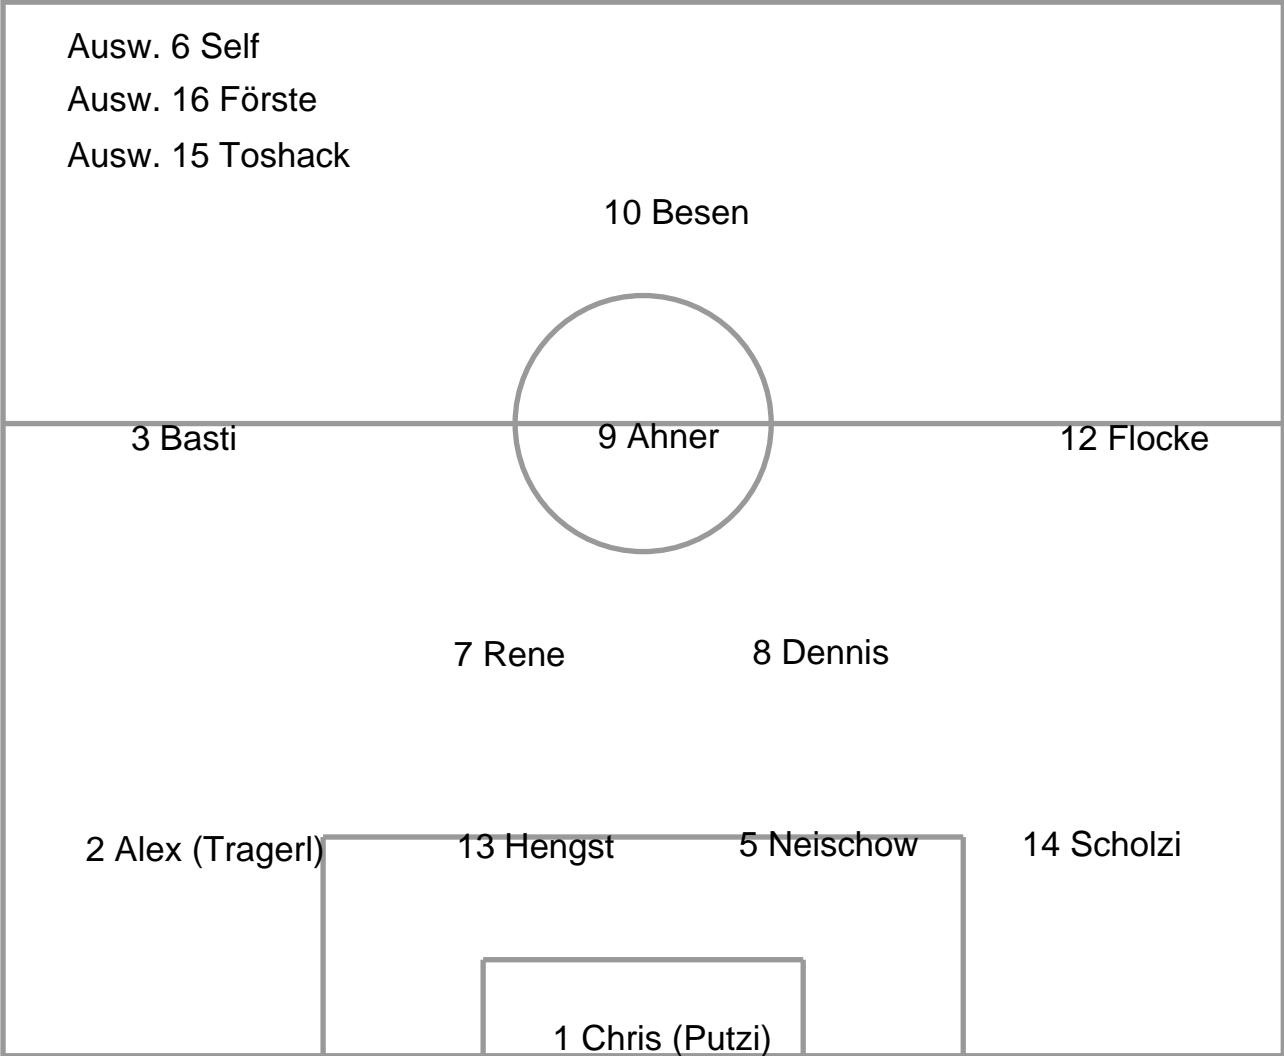 Ausw. 6 Self
Ausw. 16 Förste
Ausw. 15 Toshack
10 Besen
3 Basti
9 Ahner
12 Flocke
7 Rene
8 Dennis
2 Alex (Tragerl)
13 Hengst
5 Neischow
14 Scholzi
1 Chris (Putzi)